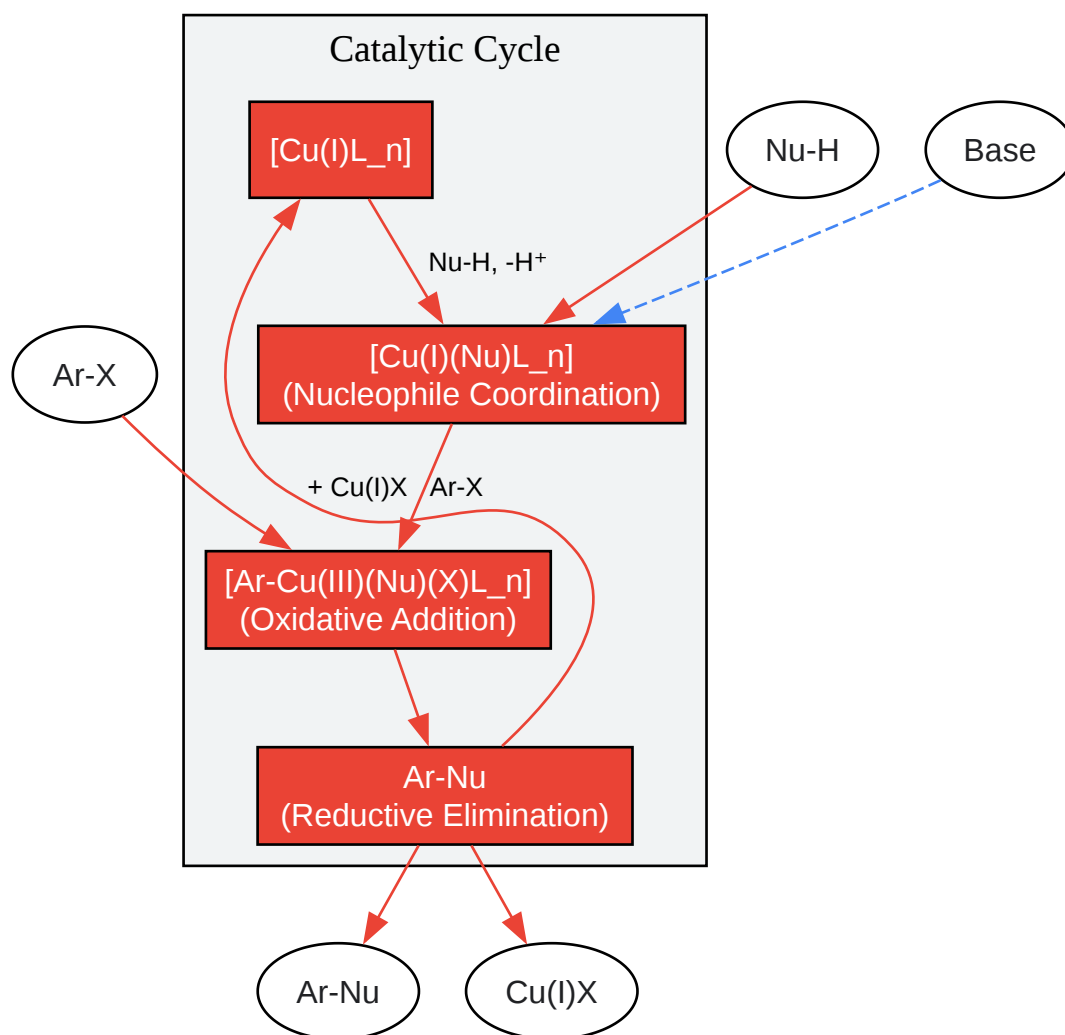 Catalytic Cycle
[Cu(I)L_n]
Nu-H
Base
Nu-H, -H⁺
[Cu(I)(Nu)L_n]
(Nucleophile Coordination)
Ar-X
+ Cu(I)X
Ar-X
[Ar-Cu(III)(Nu)(X)L_n]
(Oxidative Addition)
Ar-Nu
(Reductive Elimination)
Ar-Nu
Cu(I)X